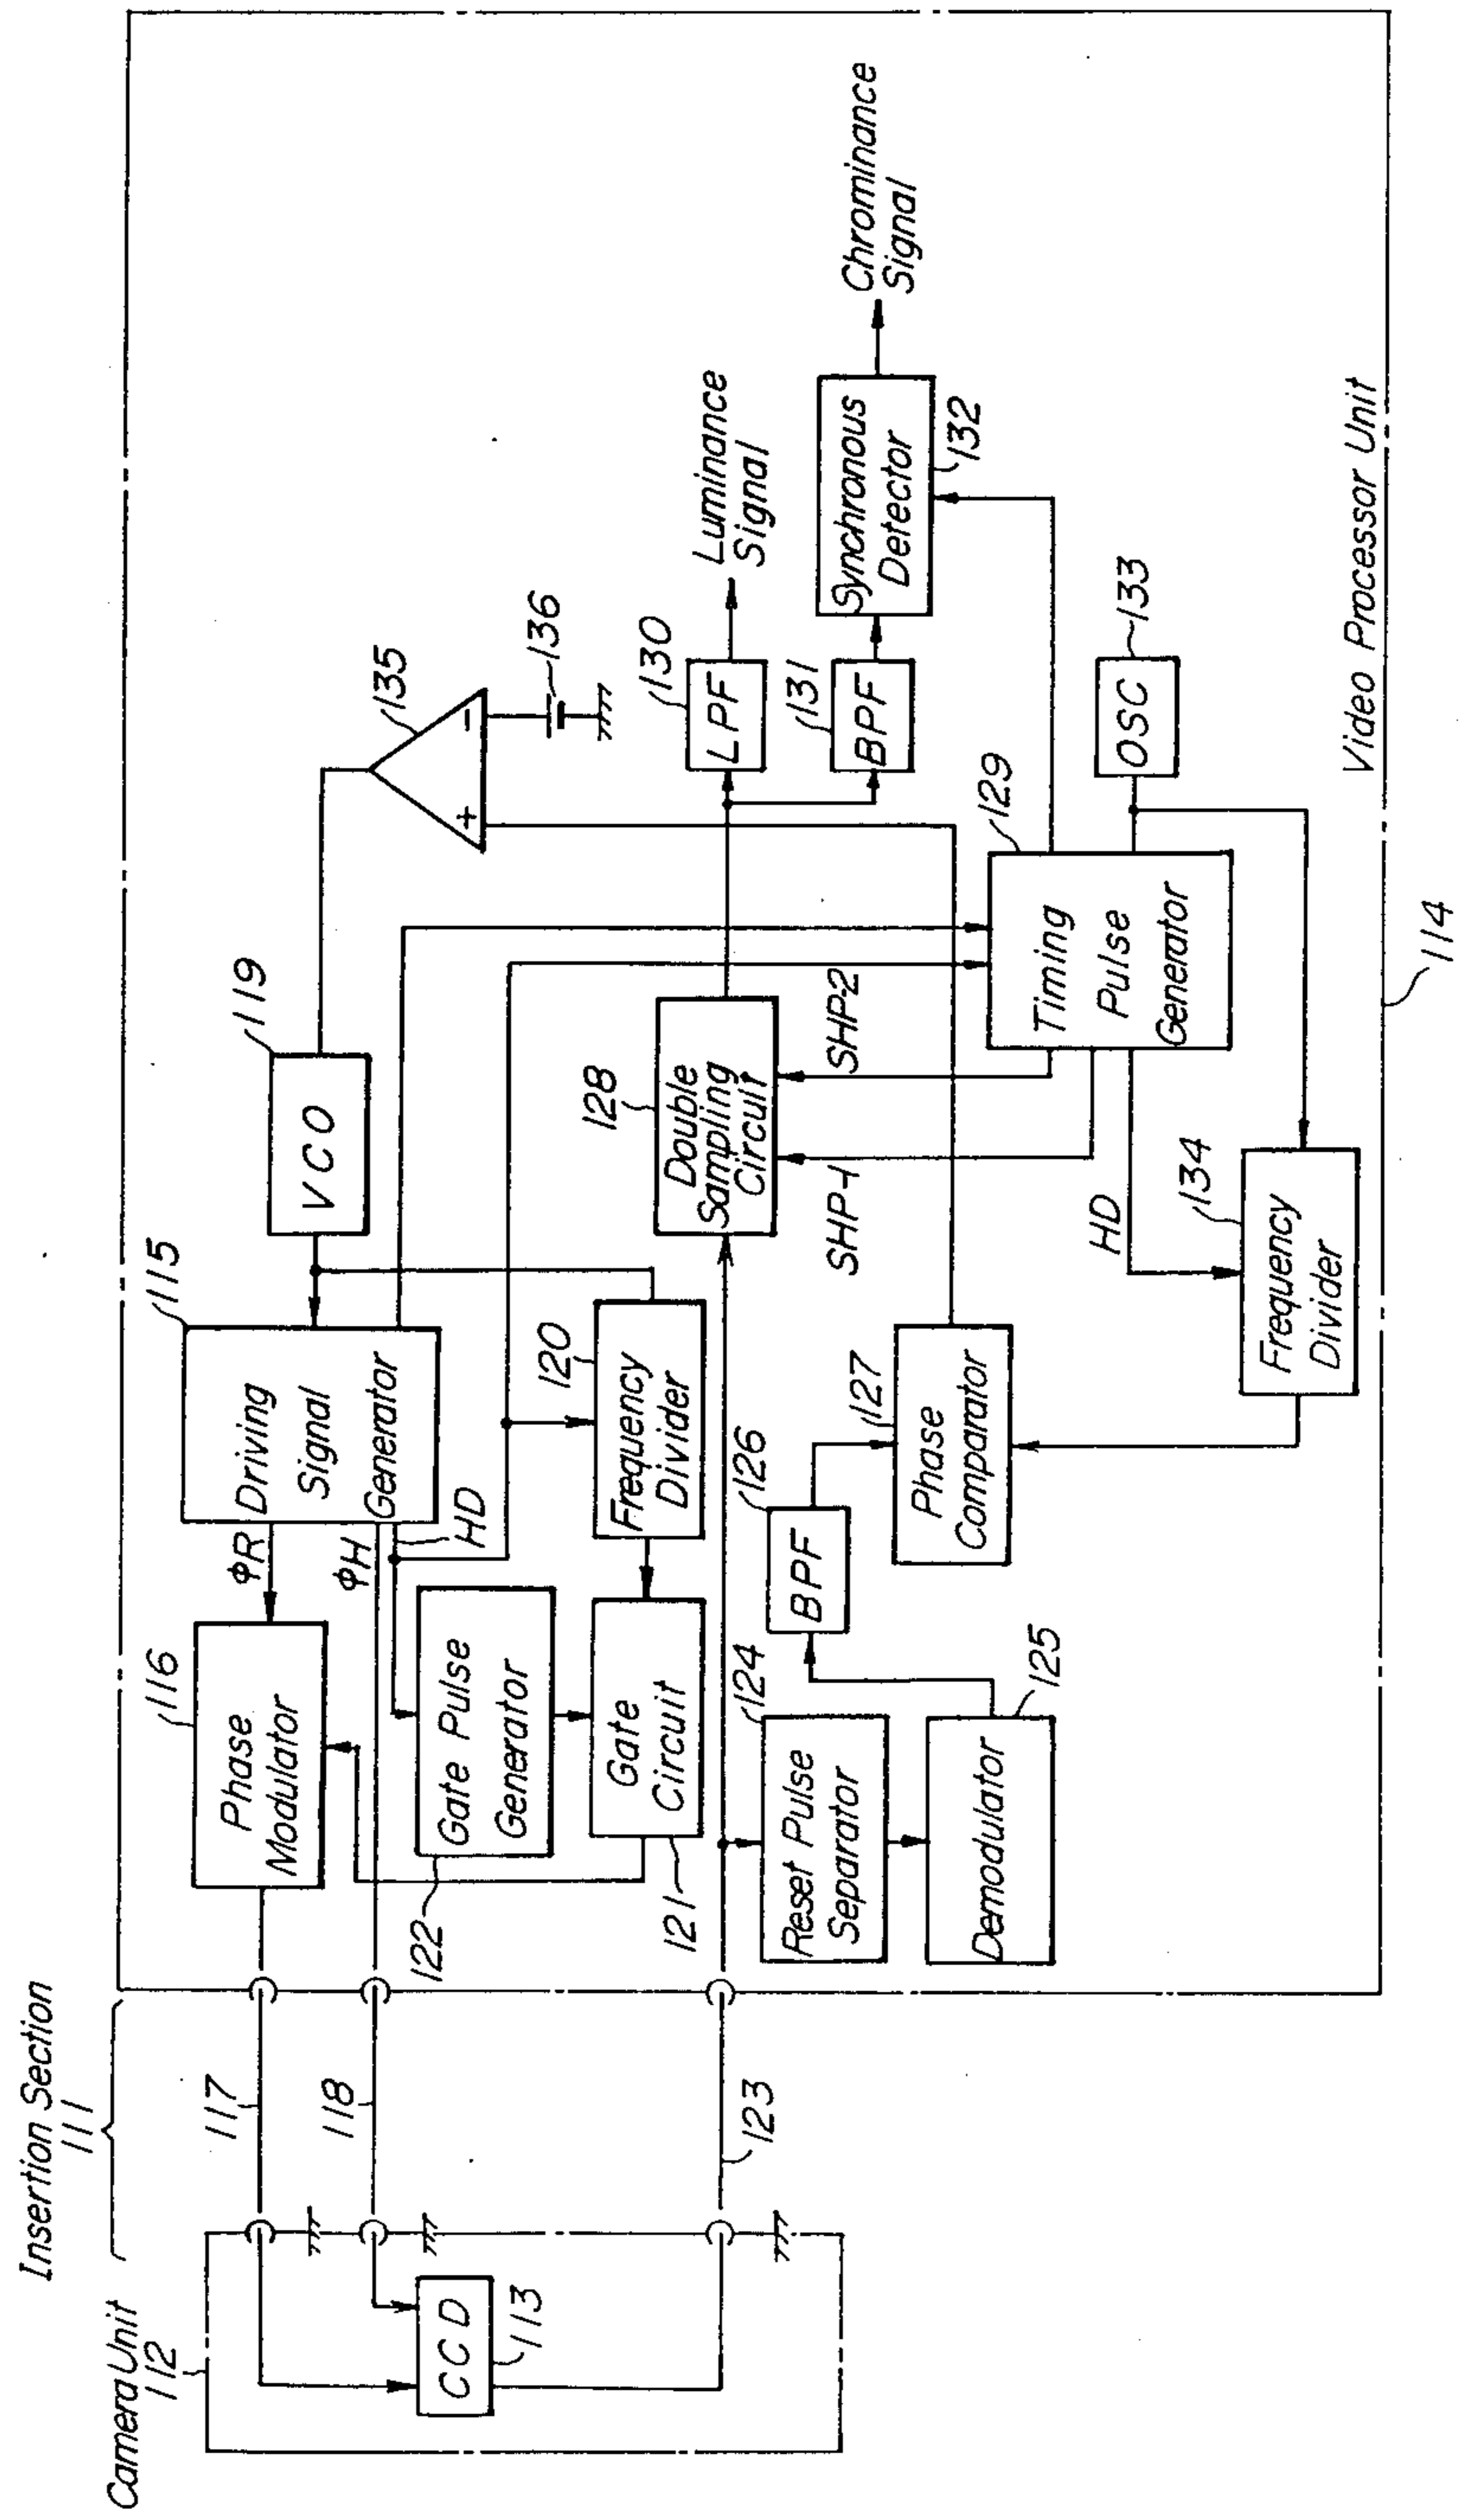 Insertion Section
111
Camera Unit
112
117
118
123
CCD
113
116
Phase
Modulator
ΦR
ΦH
HD
115
Driving
Signal
Generator
119
VCO
135
+
−
136
122
Gate Pulse
Generator
121
Gate
Circuit
120
Frequency
Divider
128
Double
Sampling
Circuit
SHP-1
SHP-2
130
LPF
Luminance
Signal
131
BPF
Synchronous
Detector
132
Chrominance
Signal
124
Reset Pulse
Separator
Demodulator
125
126
BPF
127
Phase
Comparator
129
Timing
Pulse
Generator
OSC
133
HD
134
Frequency
Divider
Video Processor Unit
114